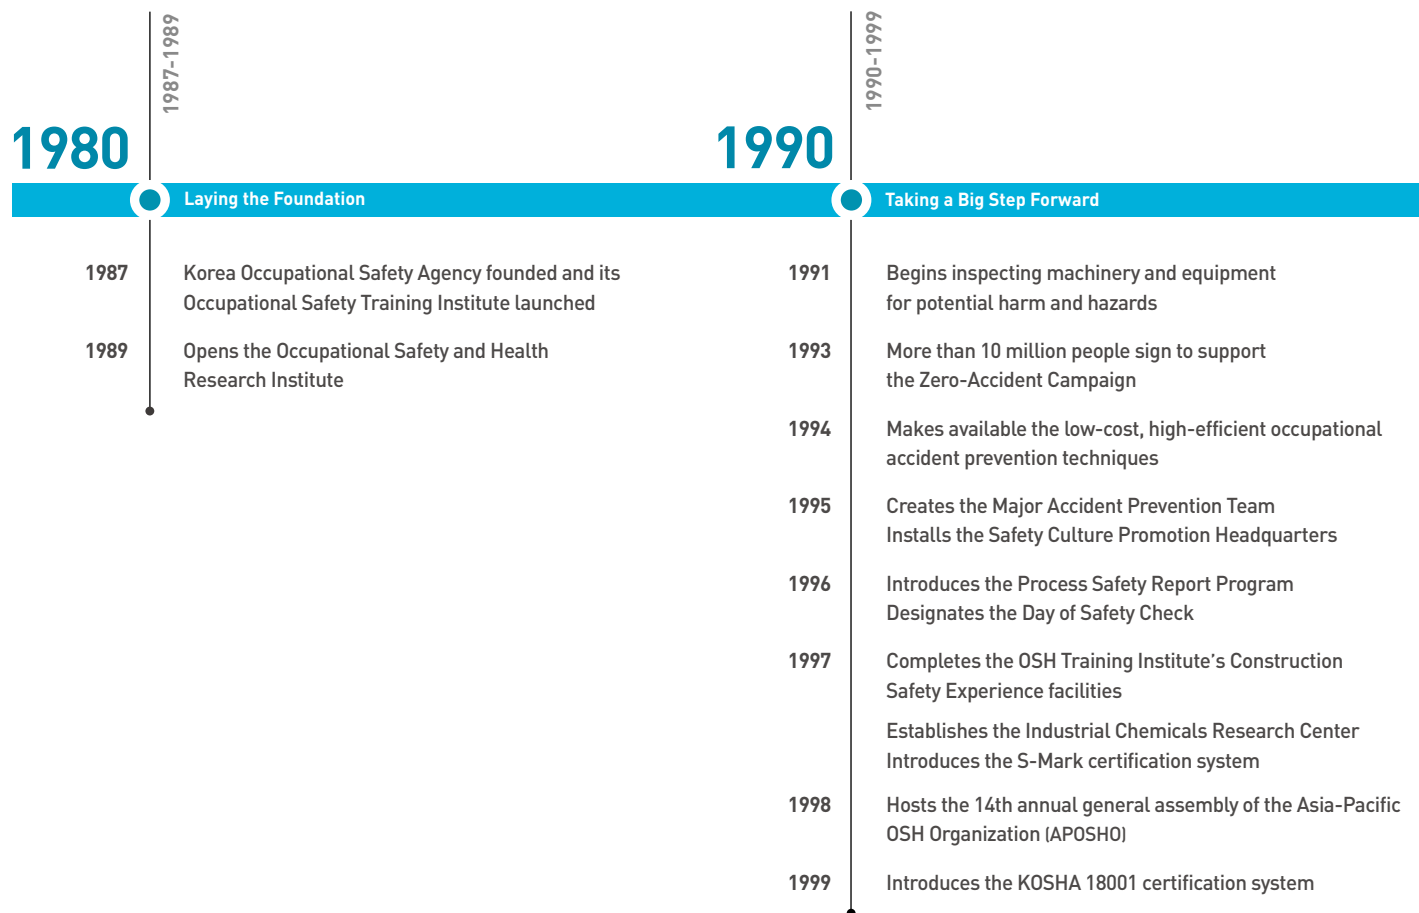 1987-1989
1980
Laying the Foundation
1987
Korea Occupational Safety Agency founded and its
Occupational Safety Training Institute launched
1989
Opens the Occupational Safety and Health
Research Institute
1990-1999
1990
Taking a Big Step Forward
1991
Begins inspecting machinery and equipment
for potential harm and hazards
1993
More than 10 million people sign to support
the Zero-Accident Campaign
1994
Makes available the low-cost, high-efficient occupational
accident prevention techniques
1995
Creates the Major Accident Prevention Team
Installs the Safety Culture Promotion Headquarters
1996
Introduces the Process Safety Report Program
Designates the Day of Safety Check
1997
Completes the OSH Training Institute’s Construction
Safety Experience facilities
Establishes the Industrial Chemicals Research Center
Introduces the S-Mark certification system
1998
Hosts the 14th annual general assembly of the Asia-Pacific
OSH Organization (APOSHO)
1999
Introduces the KOSHA 18001 certification system